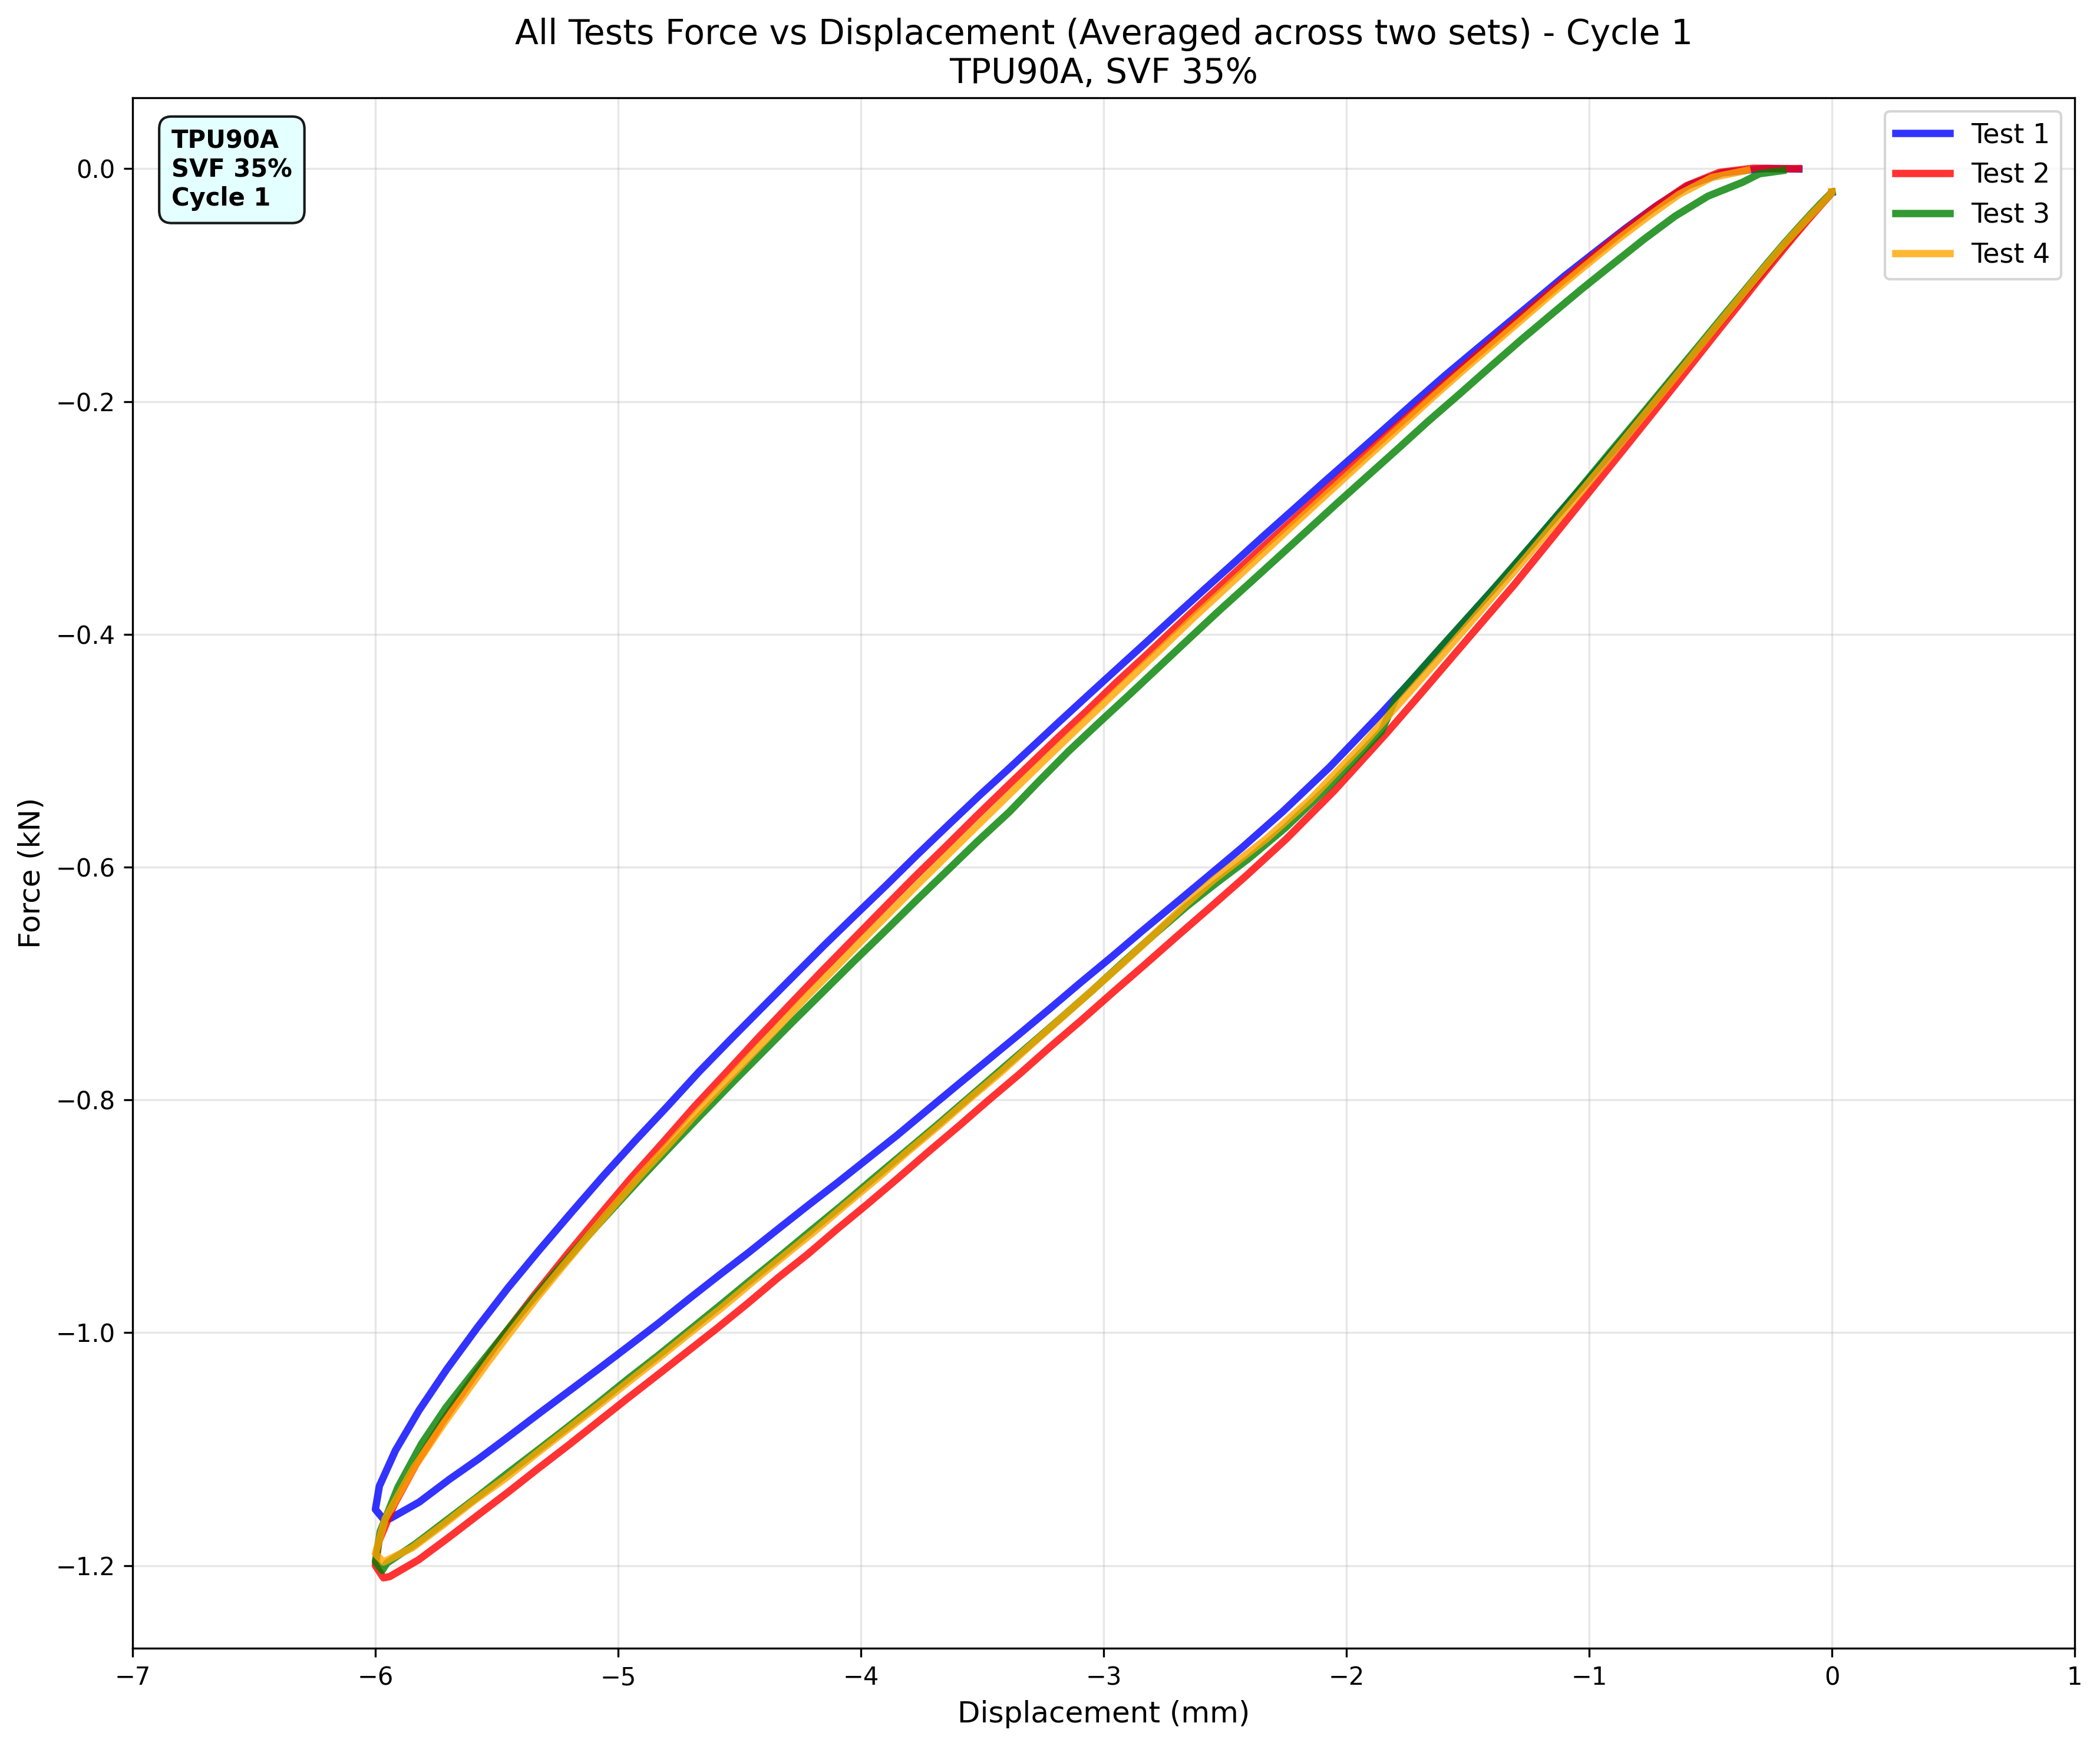 All Tests Force vs Displacement (Averaged across two sets) - Cycle 1
TPU90A, SVF 35%
TPU90A
SVF 35%
Cycle 1
Test 1
Test 2
Test 3
Test 4
Force (kN)
0.0
−0.2
−0.4
−0.6
−0.8
−1.0
−1.2
−7
−6
−5
−4
−3
−2
−1
0
1
Displacement (mm)